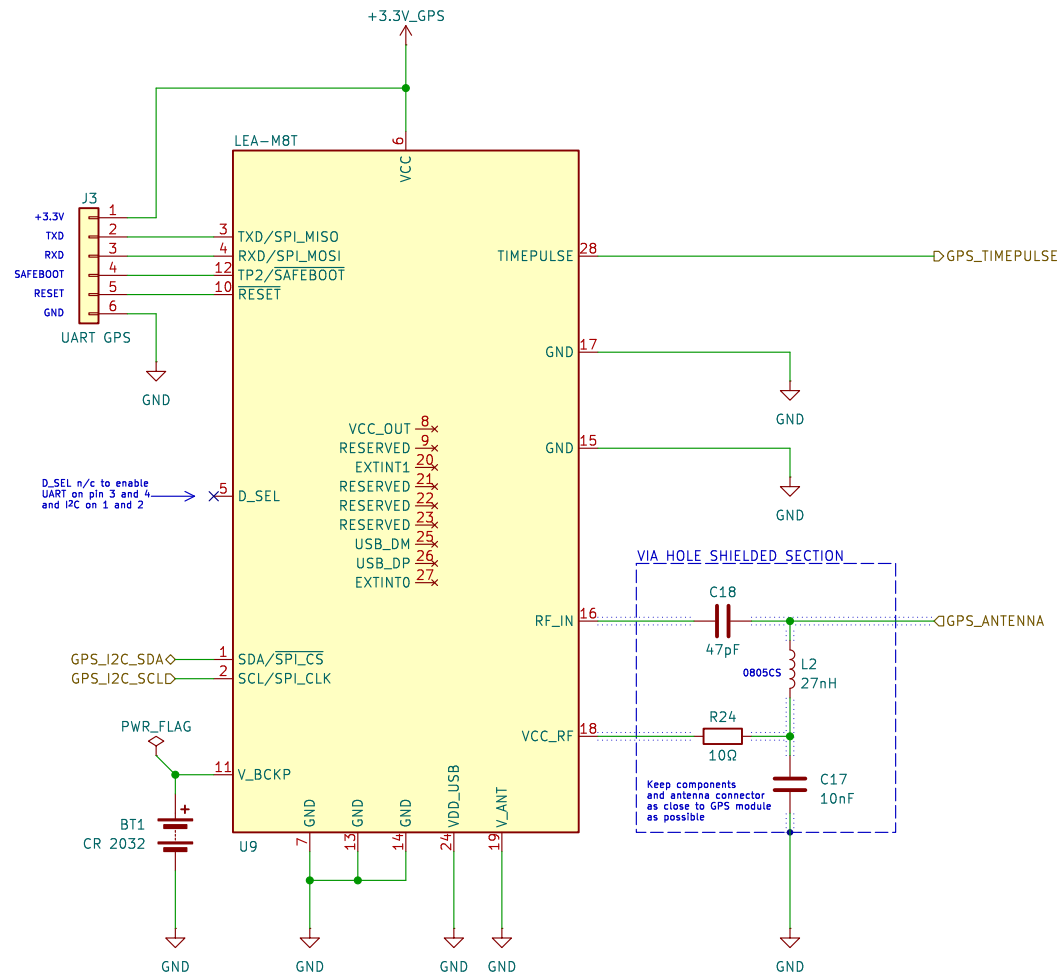 +3.3V_GPS
LEA-M8T
6
VCC
J3
+3.3V
1
TXD
2
3
TXD/SPI_MISO
RXD
3
4
RXD/SPI_MOSI
SAFEBOOT
4
12
TP2/SAFEBOOT
RESET
5
10
RESET
GND
6
UART GPS
GND
TIMEPULSE
28
GPS_TIMEPULSE
GND
17
GND
GND
15
GND
VCC_OUT
8
RESERVED
9
EXTINT1
20
RESERVED
21
RESERVED
22
RESERVED
23
USB_DM
25
USB_DP
26
EXTINT0
27
D_SEL n/c to enable
UART on pin 3 and 4
and I²C on 1 and 2
5
D_SEL
VIA HOLE SHIELDED SECTION
C18
47pF
RF_IN
16
GPS_ANTENNA
0805CS
L2
27nH
R24
10Ω
VCC_RF
18
C17
10nF
Keep components
and antenna connector
as close to GPS module
as possible
GPS_I2C_SDA
1
SDA/SPI_CS
GPS_I2C_SCL
2
SCL/SPI_CLK
PWR_FLAG
11
V_BCKP
+
BT1
CR 2032
GND
GND
GND
VDD_USB
V_ANT
7
13
14
24
19
U9
GND
GND
GND
GND
GND